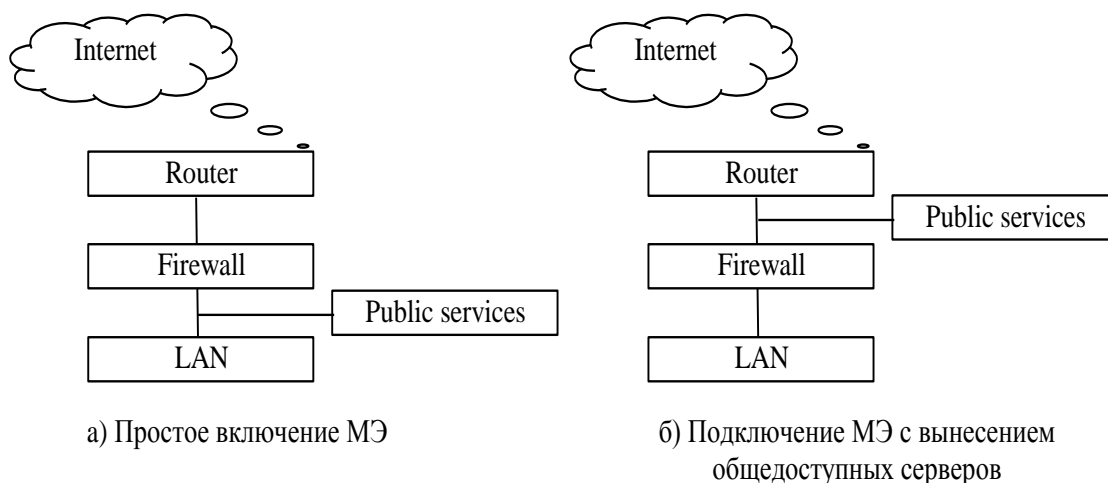 Internet
Router
Firewall
Public services
LAN
а) Простое включение МЭ
Internet
Router
Public services
Firewall
LAN
б) Подключение МЭ с вынесением
общедоступных серверов